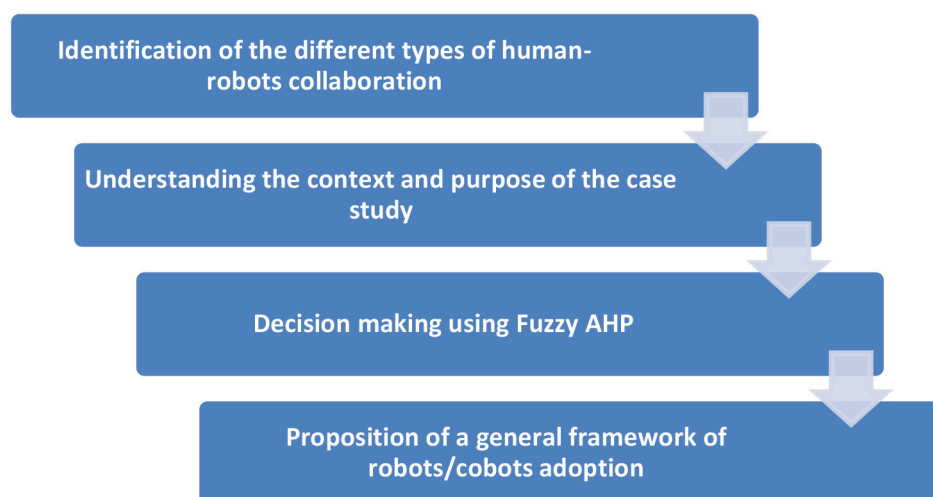 Identification of the different types of human-
robots collaboration
Understanding the context and purpose of the case
study
Decision making using Fuzzy AHP
Proposition of a general framework of
robots/cobots adoption